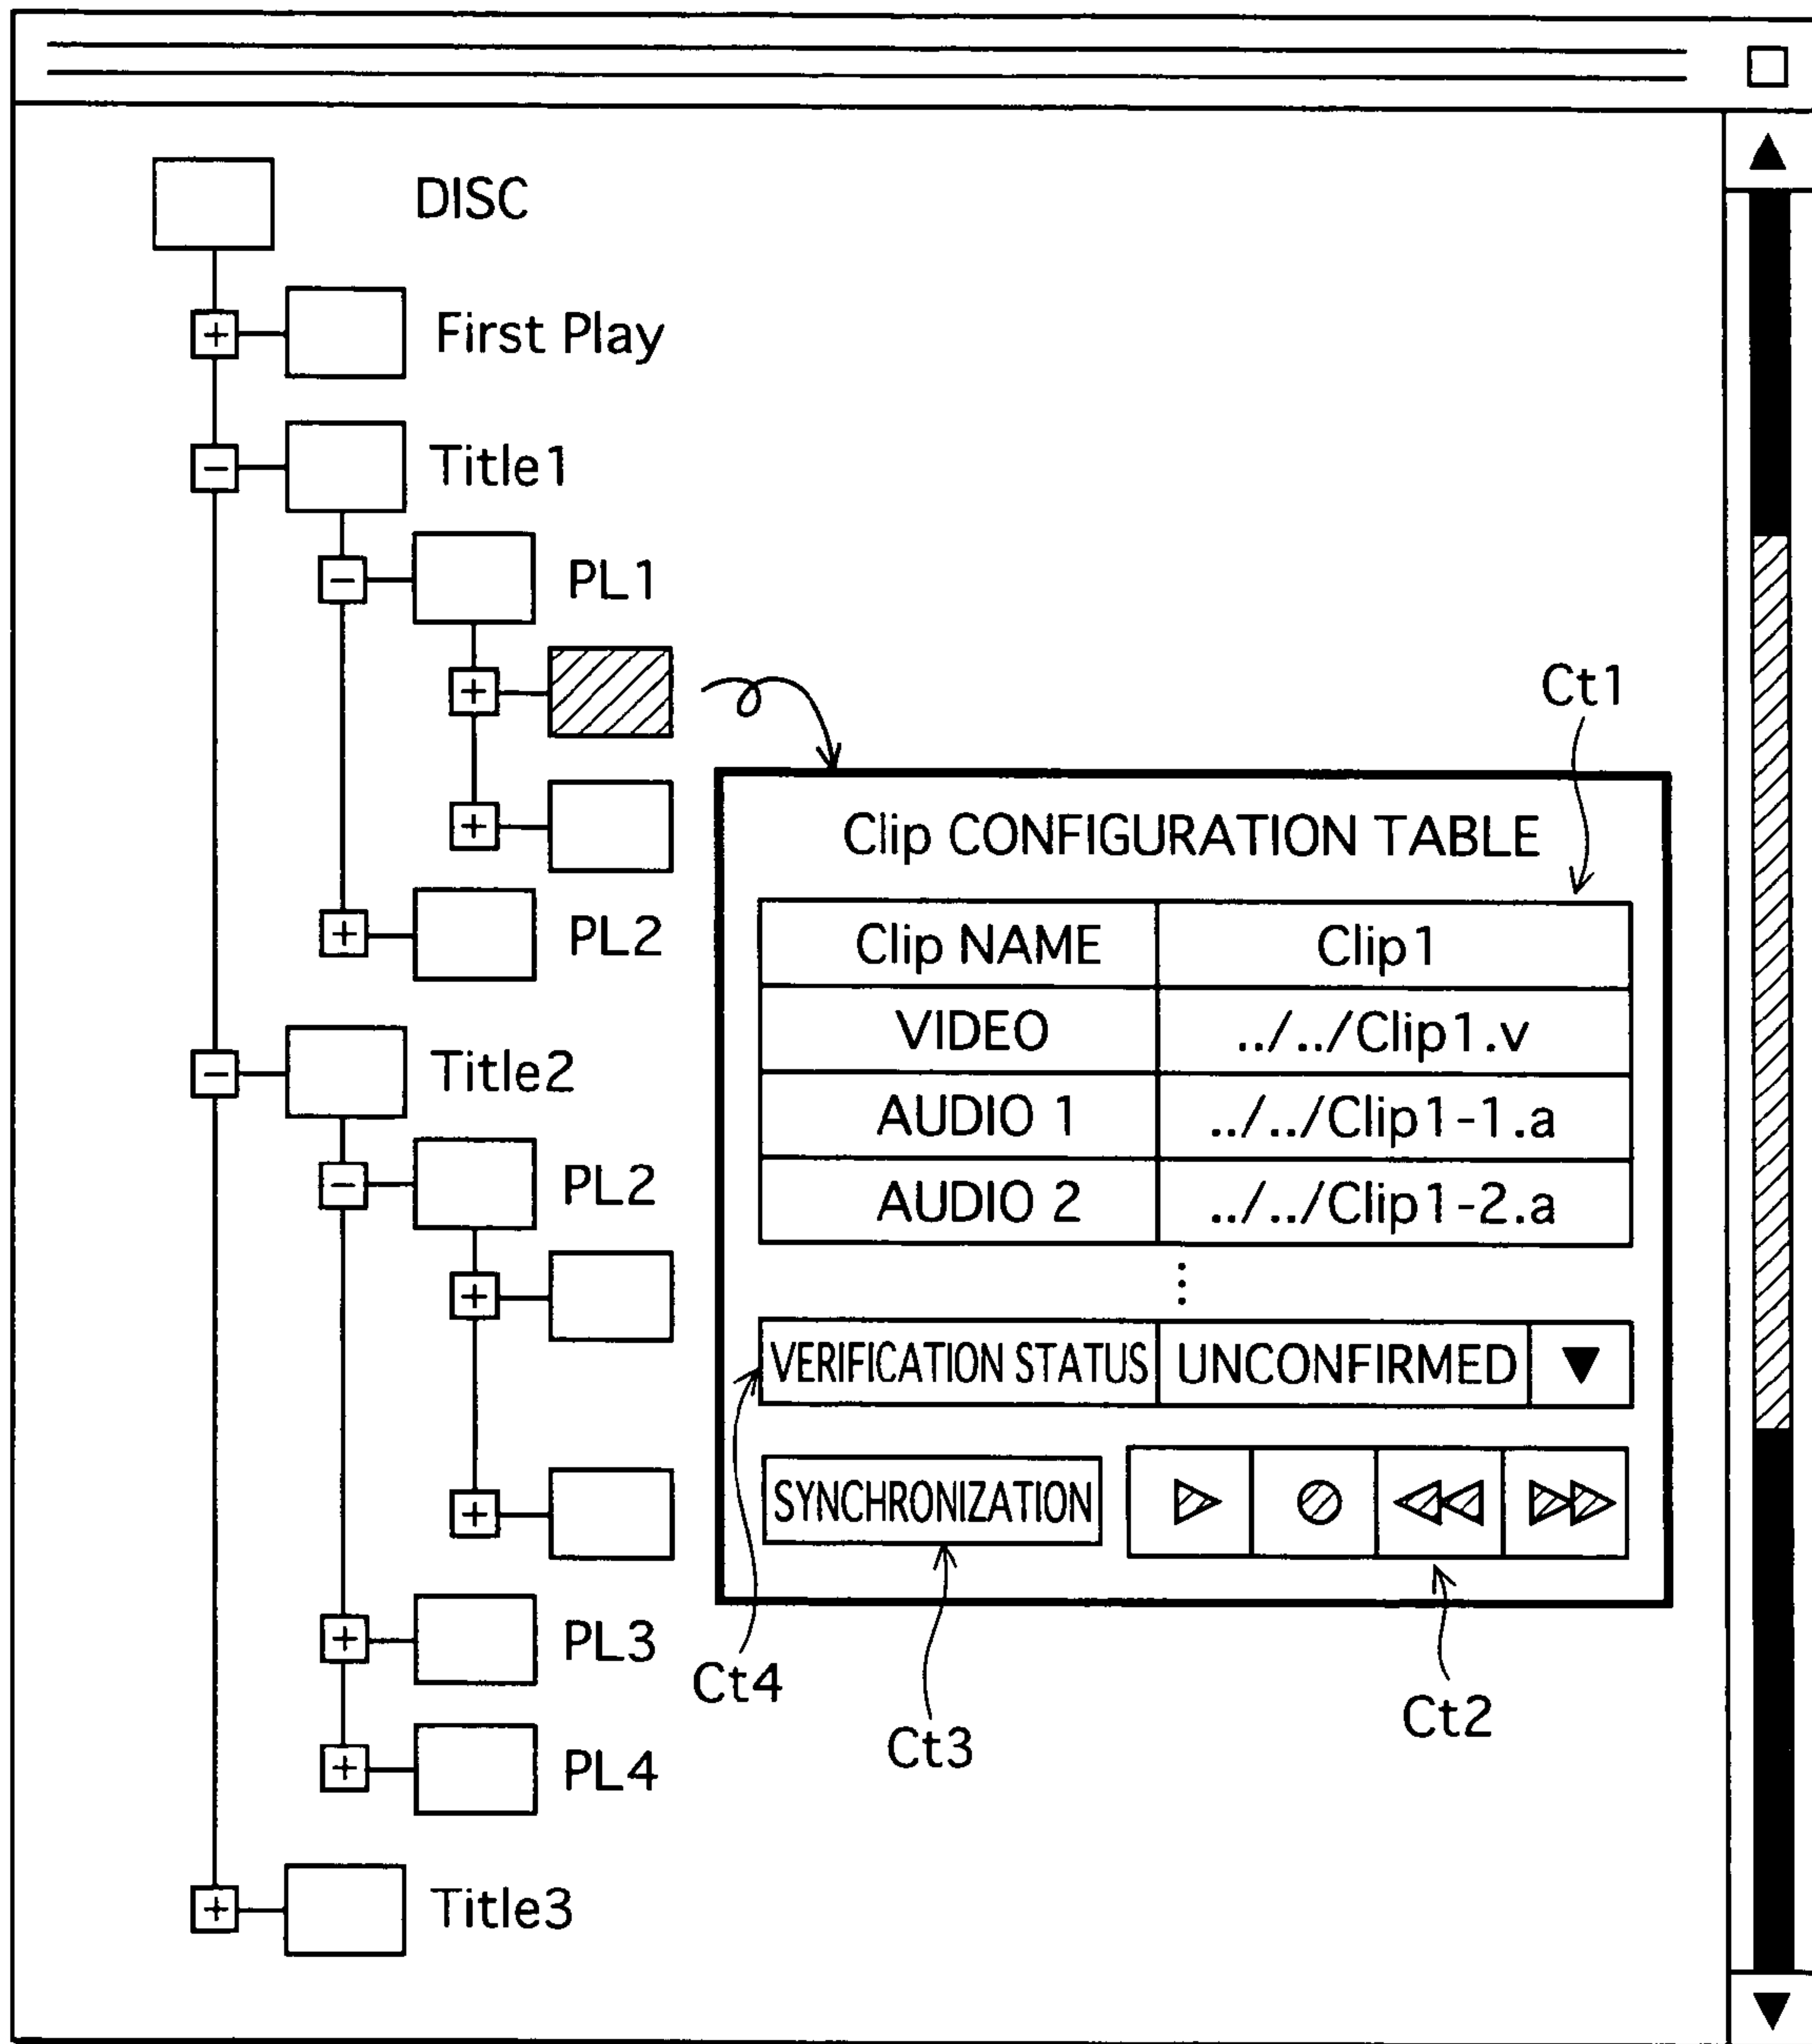 DISC
First Play
Title1
PL1
Ct1
Clip CONFIGURATION TABLE
Clip NAME Clip1
PL2
VIDEO ../../Clip1.v
Title2
AUDIO 1 ../../Clip1-1.a
PL2
AUDIO 2 ../../Clip1-2.a
⋮
VERIFICATION STATUS UNCONFIRMED ▼
SYNCHRONIZATION
PL3
Ct4
Ct3
Ct2
PL4
Title3